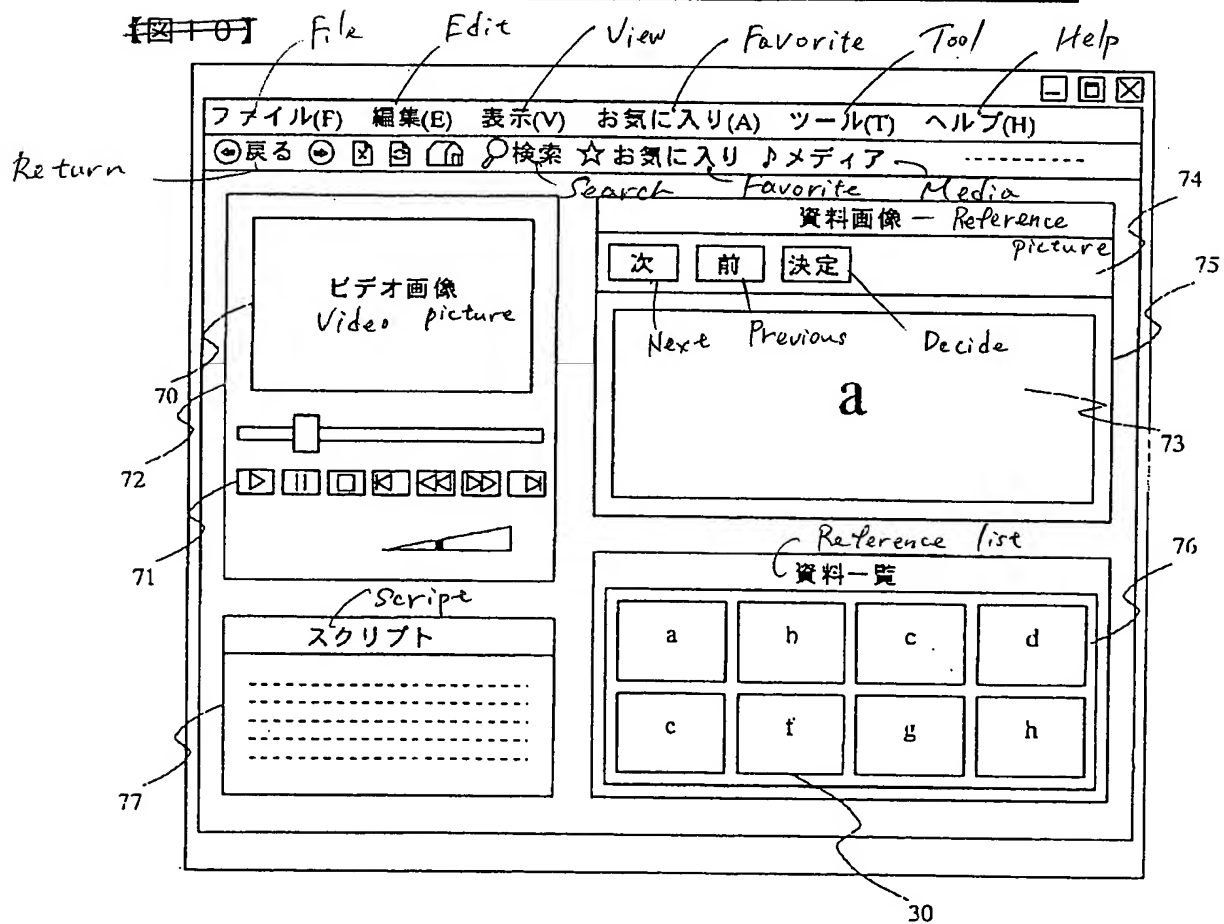 【図10】
File Edit View Favorite Tool Help
ファイル(F) 編集(E) 表示(V) お気に入り(A) ツール(T) ヘルプ(H)
戻る 検索 お気に入り メディア
Return Search Favorite Media
74
資料画像 Reference picture
75
次 前 決定
ビデオ画像
Video picture
Next Previous Decide
a
70
73
72
71
Reference list
資料一覧
76
Script
スクリプト
a h c d
c f g h
77
30